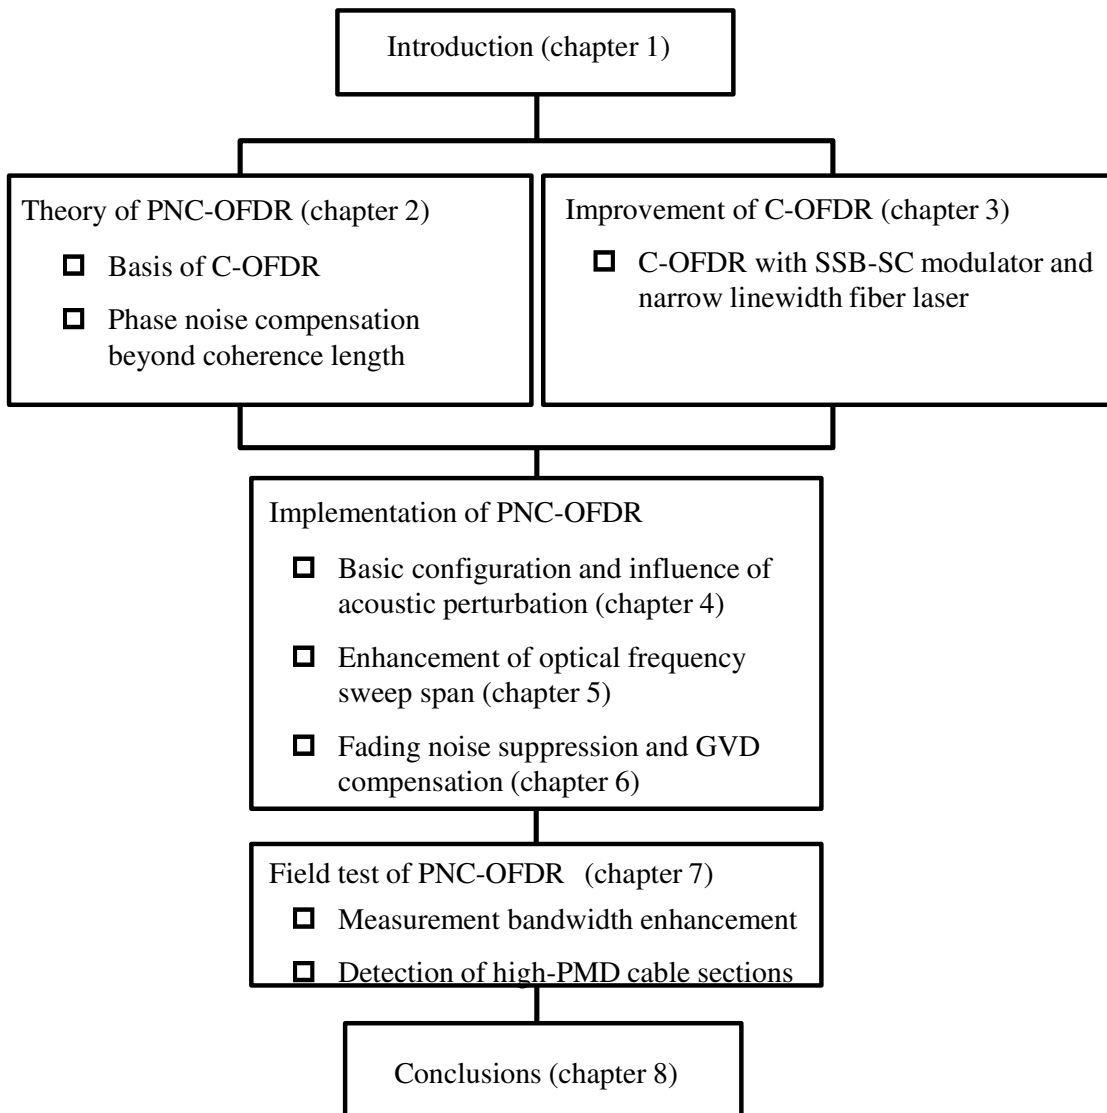 Introduction (chapter 1)
Theory of PNC-OFDR (chapter 2)
Basis of C-OFDR
Phase noise compensation
beyond coherence length
Improvement of C-OFDR (chapter 3)
C-OFDR with SSB-SC modulator and
narrow linewidth fiber laser
Implementation of PNC-OFDR
Basic configuration and influence of
acoustic perturbation (chapter 4)
Enhancement of optical frequency
sweep span (chapter 5)
Fading noise suppression and GVD
compensation (chapter 6)
Field test of PNC-OFDR (chapter 7)
Measurement bandwidth enhancement
Detection of high-PMD cable sections
Conclusions (chapter 8)